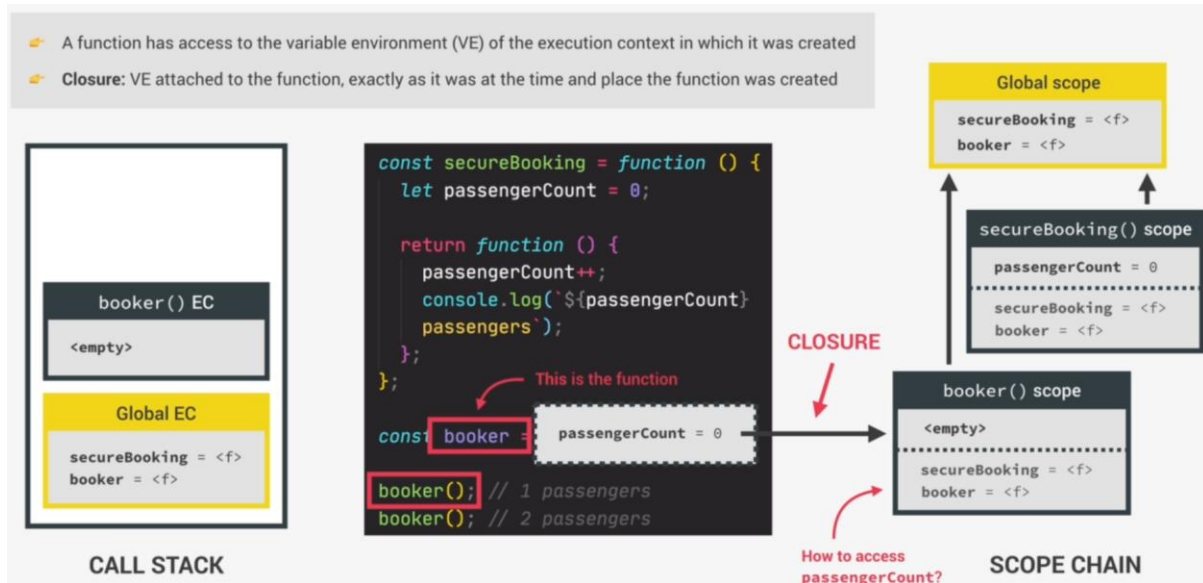 A function has access to the variable environment (VE) of the execution context in which it was created
Closure: VE attached to the function, exactly as it was at the time and place the function was created
booker() EC
<empty>
Global EC
secureBooking = <f>
booker = <f>
CALL STACK
const secureBooking = function () {
let passengerCount = 0;
return function () {
passengerCount++;
console.log(`${passengerCount}
passengers`);
};
};
This is the function
const booker =
passengerCount = 0
booker(); // 1 passengers
booker(); // 2 passengers
CLOSURE
Global scope
secureBooking = <f>
booker = <f>
secureBooking() scope
passengerCount = 0
secureBooking = <f>
booker = <f>
booker() scope
<empty>
secureBooking = <f>
booker = <f>
How to access
passengerCount?
SCOPE CHAIN